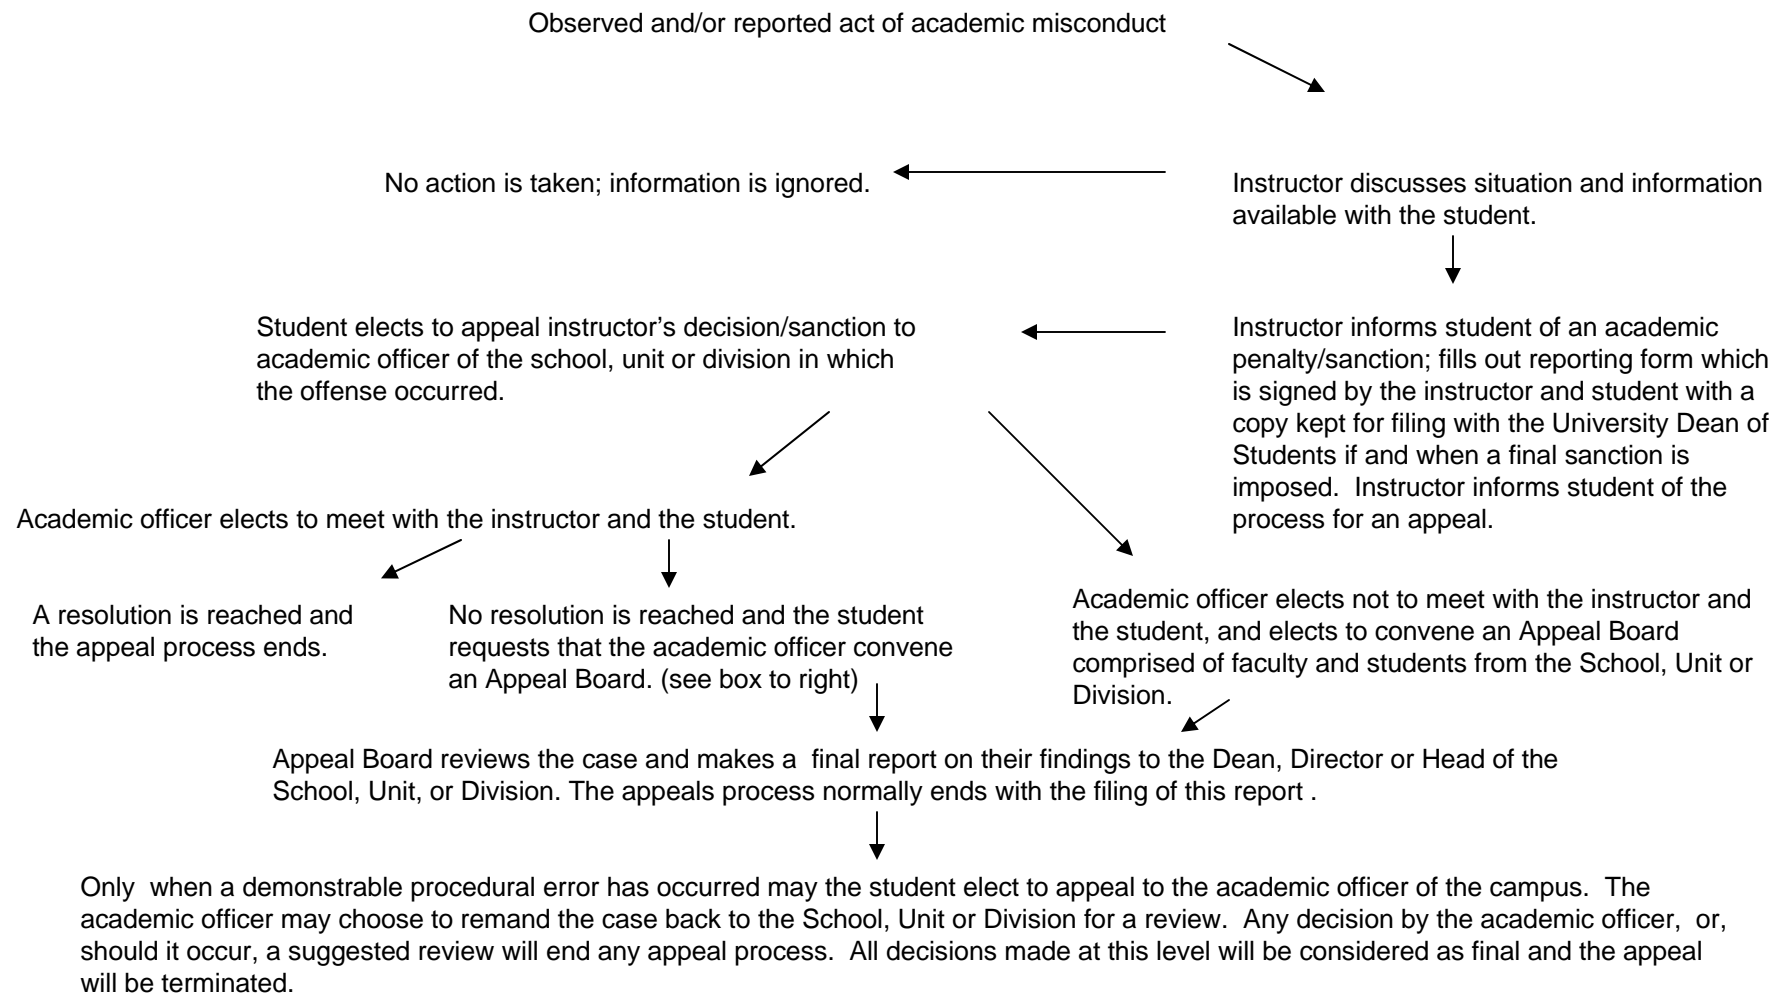 Observed and/or reported act of academic misconduct
No action is taken; information is ignored.
Instructor discusses situation and information
available with the student.
Student elects to appeal instructor’s decision/sanction to
academic officer of the school, unit or division in which
the offense occurred.
Instructor informs student of an academic
penalty/sanction; fills out reporting form which
is signed by the instructor and student with a
copy kept for filing with the University Dean of
Students if and when a final sanction is
imposed.  Instructor informs student of the
process for an appeal.
Academic officer elects to meet with the instructor and the student.
A resolution is reached and
the appeal process ends.
No resolution is reached and the student
requests that the academic officer convene
an Appeal Board. (see box to right)
Academic officer elects not to meet with the instructor and
the student, and elects to convene an Appeal Board
comprised of faculty and students from the School, Unit or
Division.
Appeal Board reviews the case and makes a  final report on their findings to the Dean, Director or Head of the
School, Unit, or Division. The appeals process normally ends with the filing of this report .
Only  when a demonstrable procedural error has occurred may the student elect to appeal to the academic officer of the campus.  The
academic officer may choose to remand the case back to the School, Unit or Division for a review.  Any decision by the academic officer,  or,
should it occur, a suggested review will end any appeal process.  All decisions made at this level will be considered as final and the appeal
will be terminated.